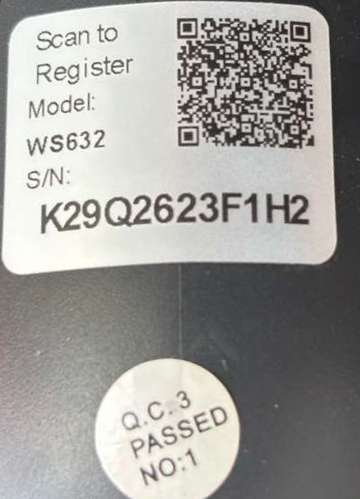 Scan to
Register
Model:
WS632
S/N:
K29Q2623F1H2
Q.C.3
PASSED
NO:1